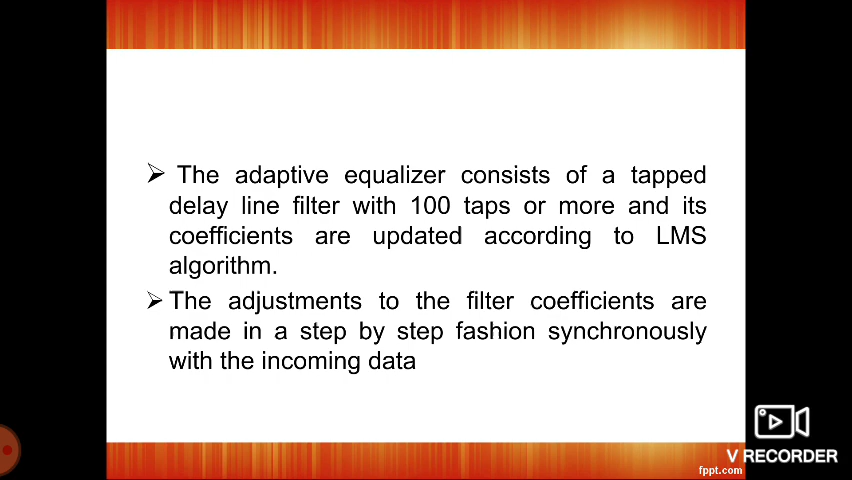 The adaptive equalizer consists of a tapped
delay line filter with 100 taps or more and its
coefficients are updated according to LMS
algorithm.
The adjustments to the filter coefficients are
made in a step by step fashion synchronously
with the incoming data
V RECORDER
fppt.com